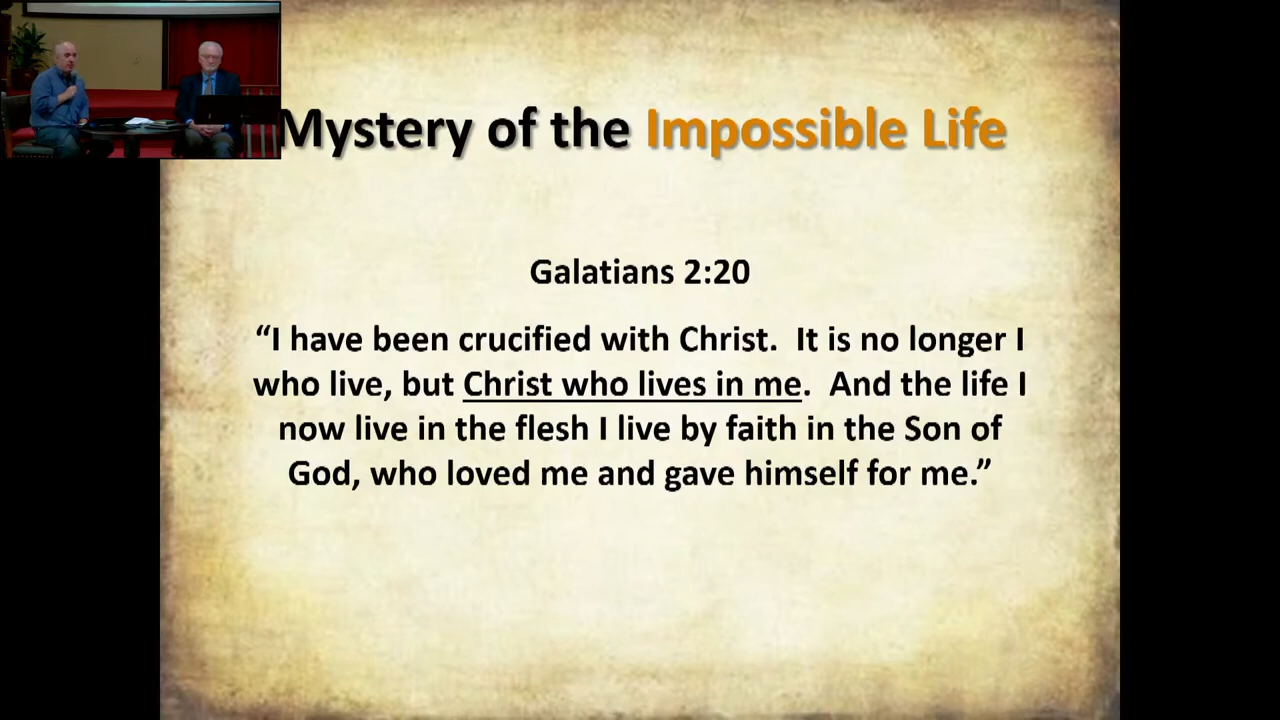 Mystery of the Impossible Life
Galatians 2:20
“I have been crucified with Christ.  It is no longer I
who live, but Christ who lives in me.  And the life I
now live in the flesh I live by faith in the Son of
God, who loved me and gave himself for me.”